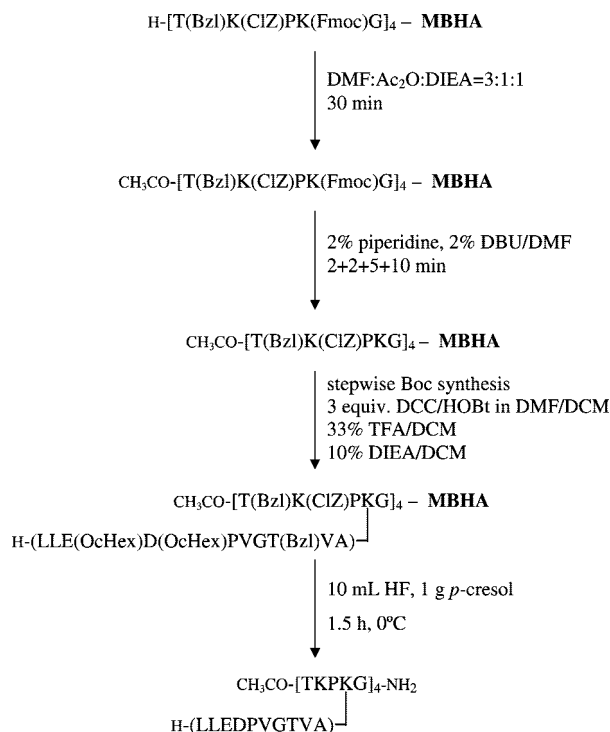 H-[T(Bzl)K(ClZ)PK(Fmoc)G]4 – MBHA
DMF:Ac2O:DIEA=3:1:1
30 min
CH3CO-[T(Bzl)K(ClZ)PK(Fmoc)G]4 – MBHA
2% piperidine, 2% DBU/DMF
2+2+5+10 min
CH3CO-[T(Bzl)K(ClZ)PKG]4 – MBHA
stepwise Boc synthesis
3 equiv. DCC/HOBt in DMF/DCM
33% TFA/DCM
10% DIEA/DCM
CH3CO-[T(Bzl)K(ClZ)PKG]4 – MBHA
H-(LLE(OcHex)D(OcHex)PVGT(Bzl)VA)
10 mL HF, 1 g p-cresol
1.5 h, 0ºC
CH3CO-[TKPKG]4-NH2
H-(LLEDPVGTVA)